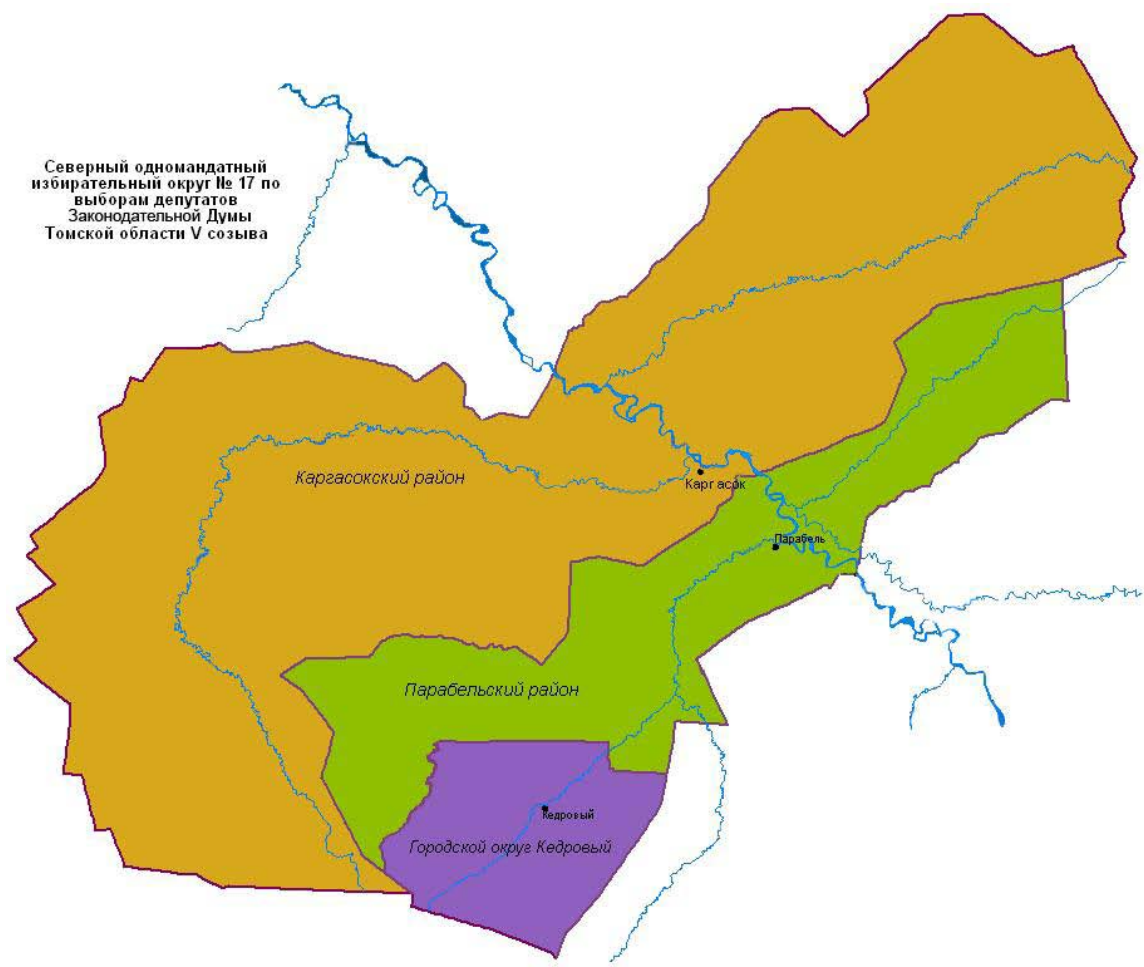 Северный одномандатный
избирательный округ № 17 по
выборам депутатов
Законодательной Думы
Томской области V созыва
Каргасокский район
Каргасок
Парабель
Парабельский район
Кедровый
Городской округ Кедровый